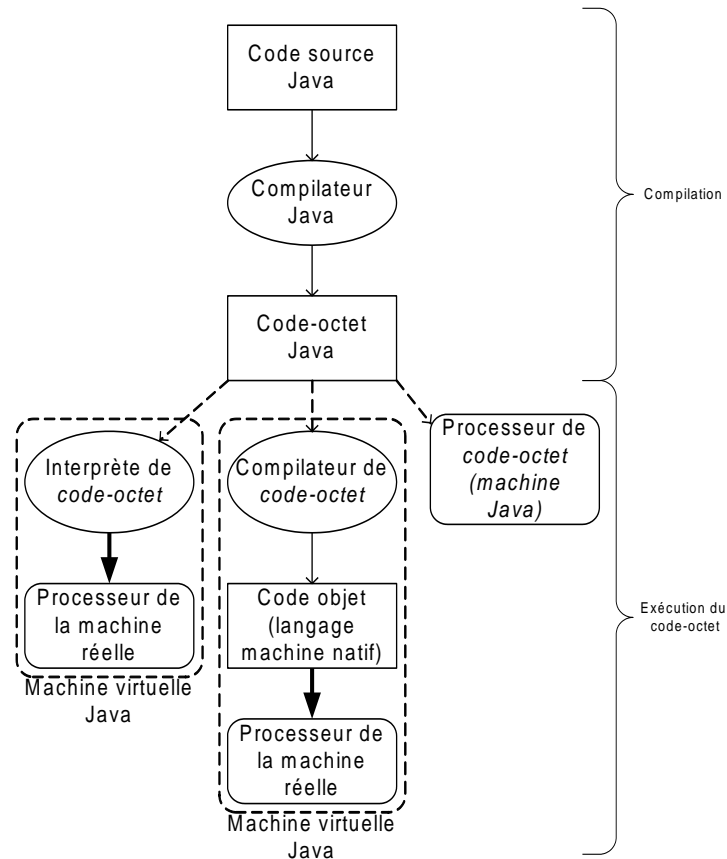 Code source
Java
Compilateur
Java
Compilation
Code-octet
Java
Interprète de
code-octet
Compilateur de
code-octet
Processeur de
code-octet
(machine
Java)
Processeur de
la machine
réelle
Machine virtuelle
Java
Code objet
(langage
machine natif)
Exécution du
code-octet
Processeur de
la machine
réelle
Machine virtuelle
Java